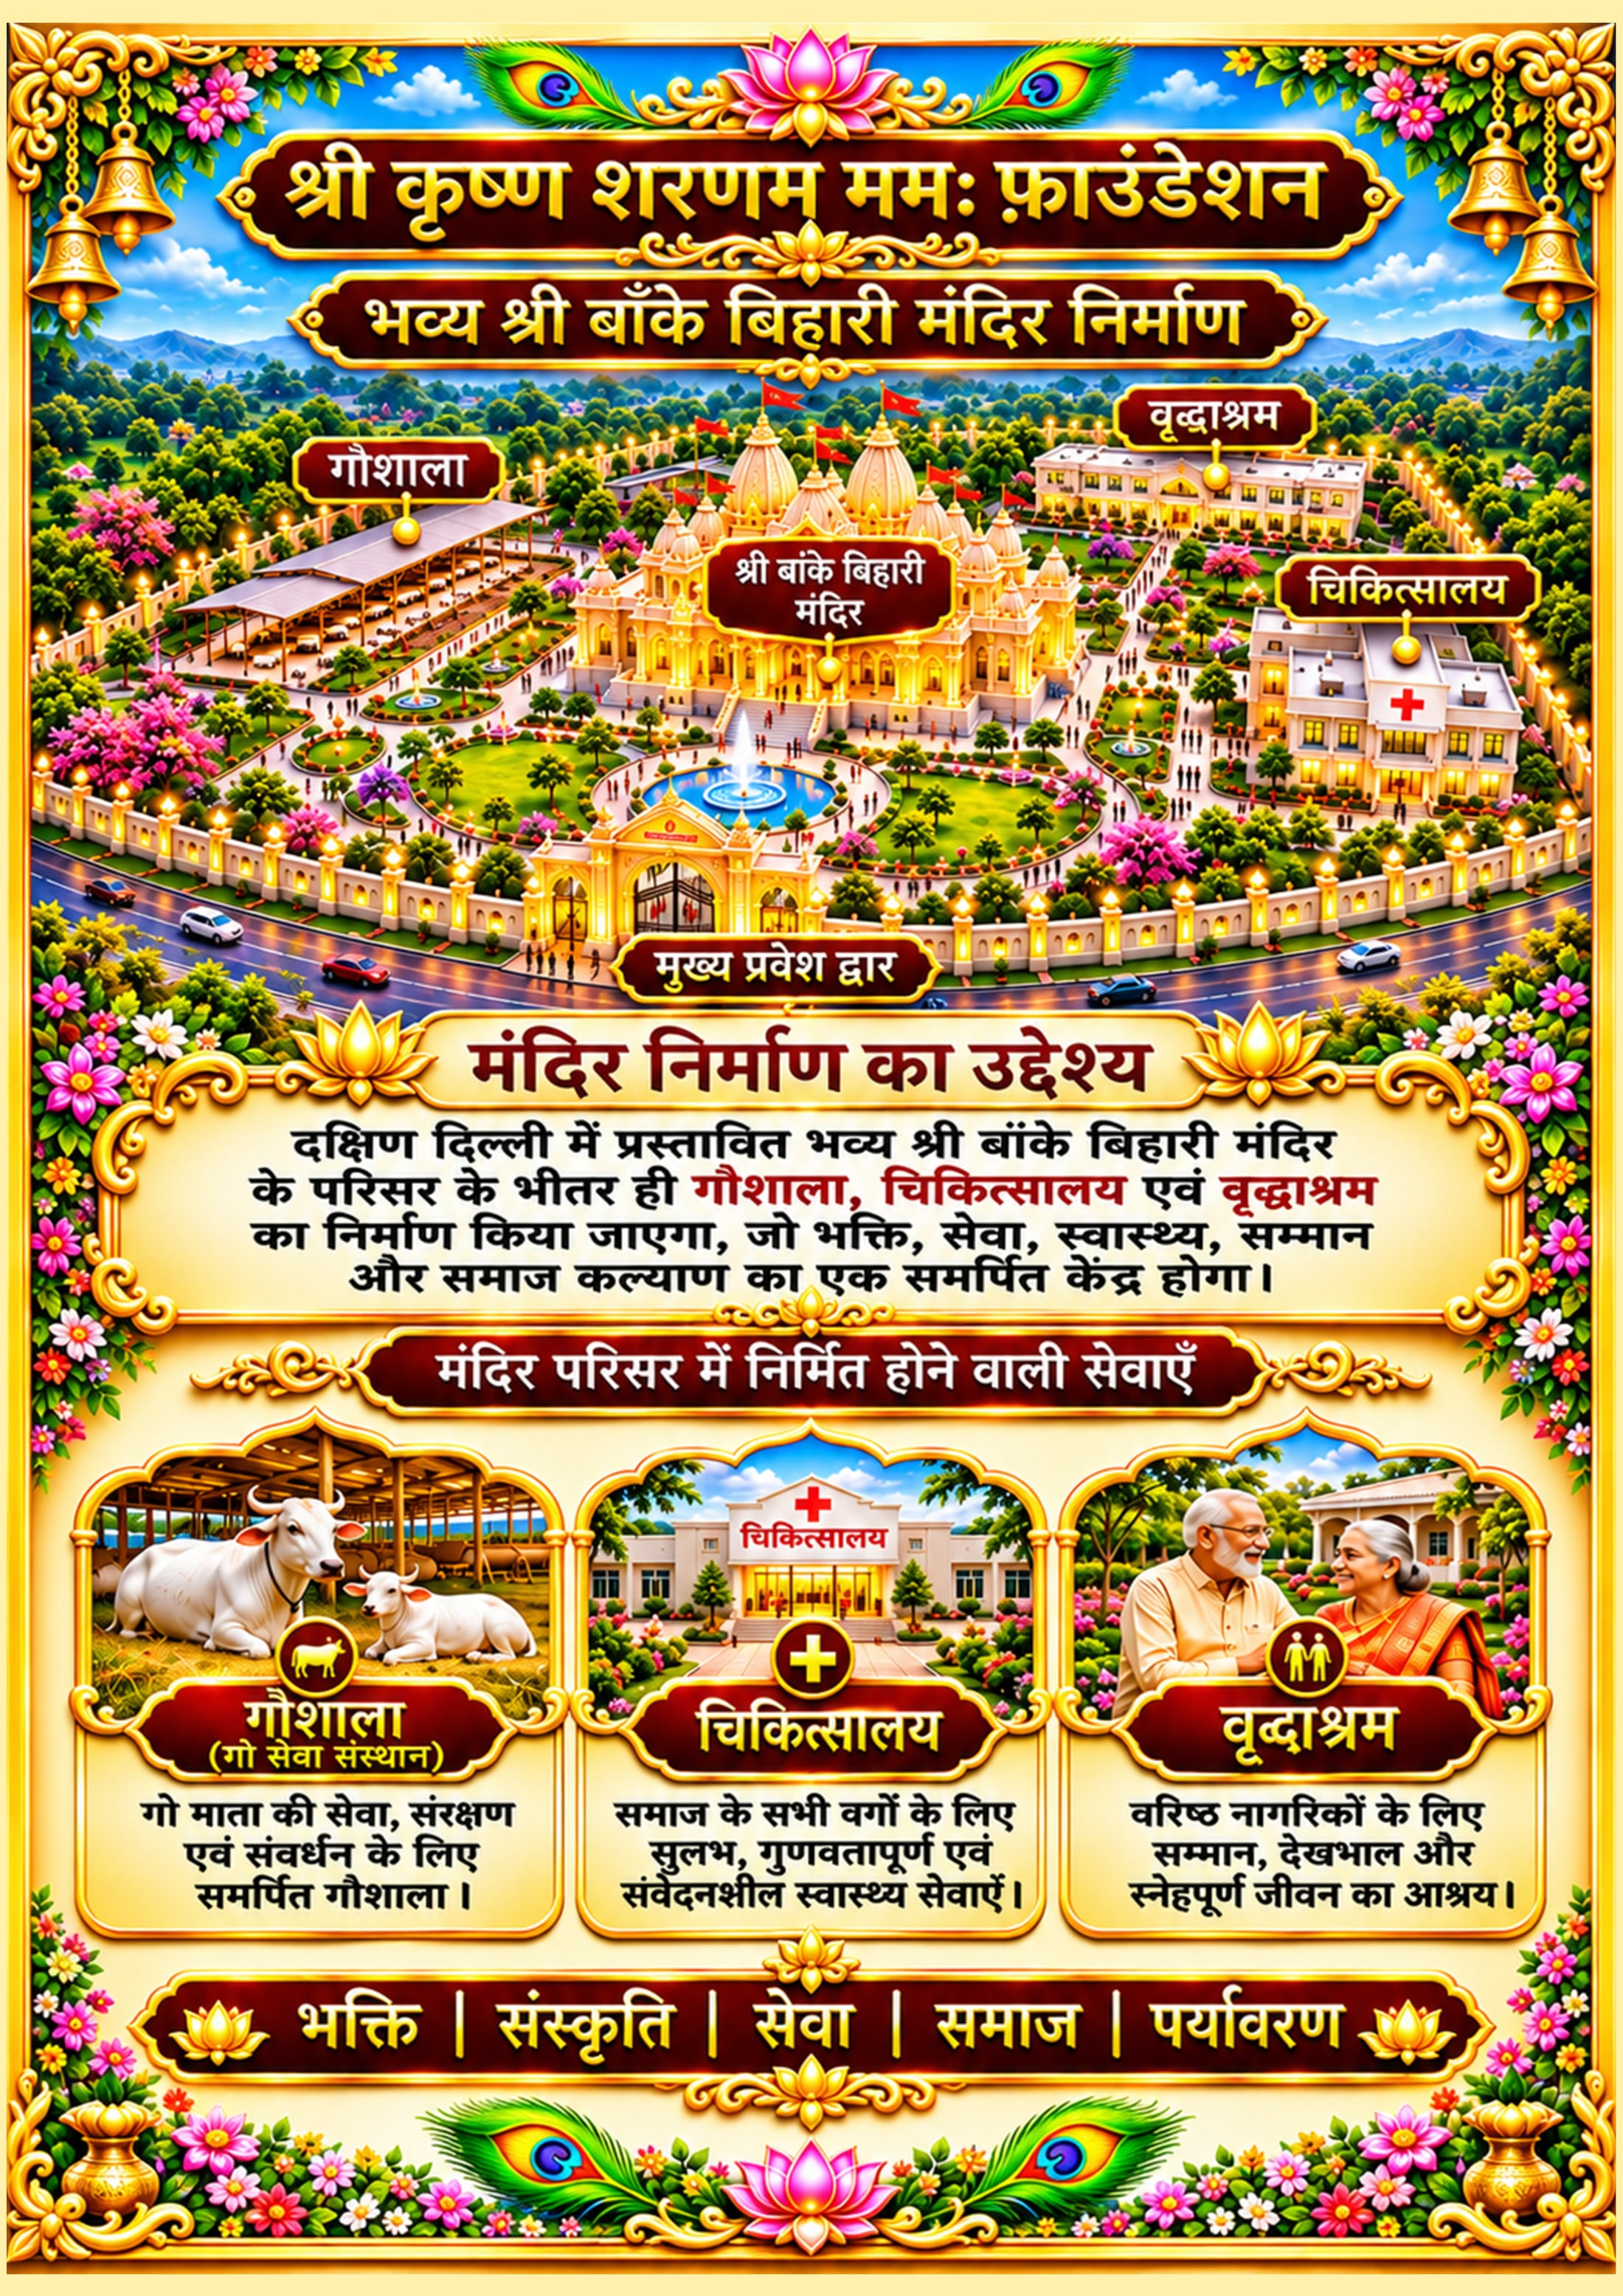 श्री कृष्ण शरणम ममः फ़ाउंडेशन
भव्य श्री बाँके बिहारी मंदिर निर्माण
वृद्धाश्रम
गौशाला
श्री बांके बिहारी
मंदिर
चिकित्सालय
मुख्य प्रवेश द्वार
मंदिर निर्माण का उद्देश्य
दक्षिण दिल्ली में प्रस्तावित भव्य श्री बांके बिहारी मंदिर
के परिसर के भीतर ही गौशाला, चिकित्सालय एवं वृद्धाश्रम
का निर्माण किया जाएगा, जो भक्ति, सेवा, स्वास्थ्य, सम्मान
और समाज कल्याण का एक समर्पित केंद्र होगा।
मंदिर परिसर में निर्मित होने वाली सेवाएँ
चिकित्सालय
गौशाला
(गो सेवा संस्थान)
गो माता की सेवा, संरक्षण
एवं संवर्धन के लिए
समर्पित गौशाला।
चिकित्सालय
समाज के सभी वर्गों के लिए
सुलभ, गुणवतापूर्ण एवं
संवेदनशील स्वास्थ्य सेवाऐं।
वृद्धाश्रम
वरिष्ठ नागरिकों के लिए
सम्मान, देखभाल और
स्नेहपूर्ण जीवन का आश्रय।
भक्ति | संस्कृति | सेवा | समाज | पर्यावरण